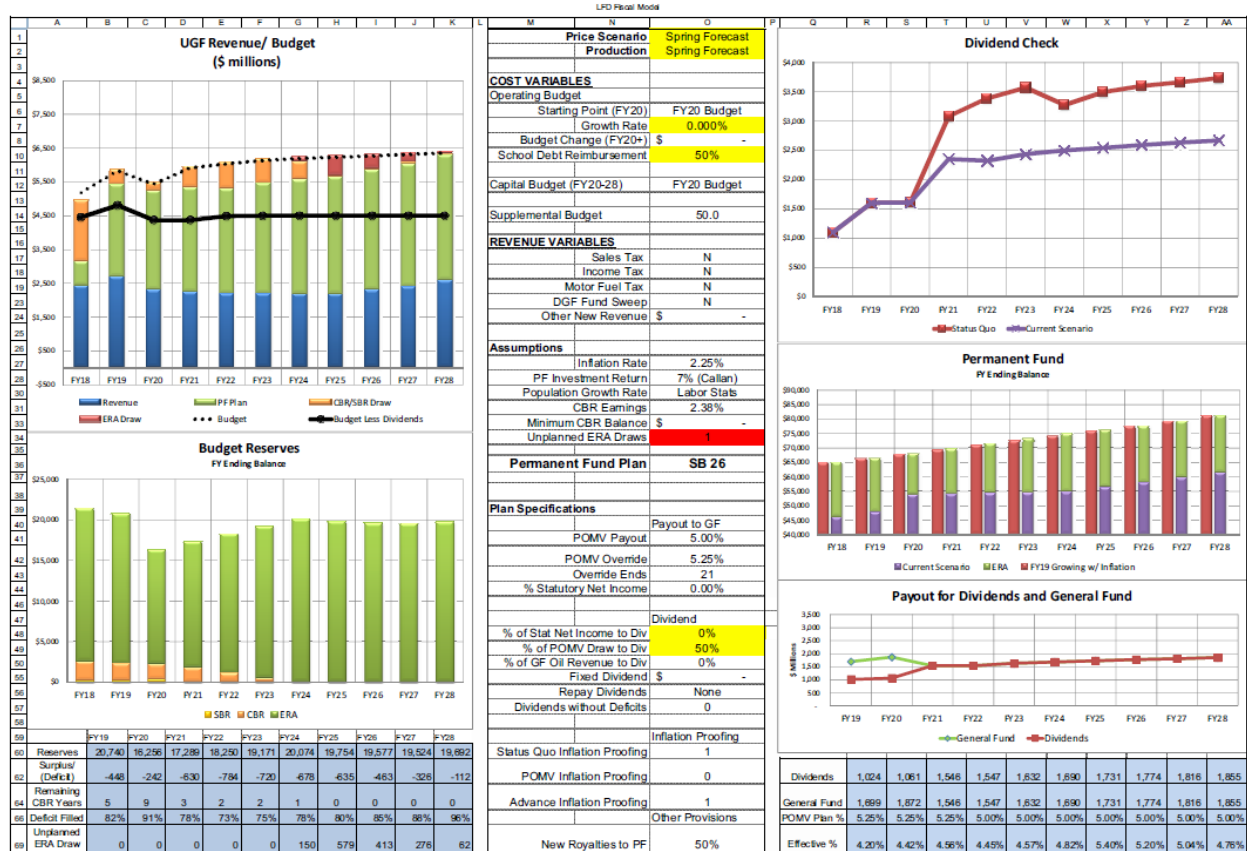 LFD Fiscal Model
A B C D E F G H I J K L M N O P Q R S T U V W X Y Z AA
UGF Revenue/ Budget
($ millions)
$8,500
$7,500
$6,500
$5,500
$4,500
$3,500
$2,500
$1,500
$500
-$500
FY18 FY19 FY20 FY21 FY22 FY23 FY24 FY25 FY26 FY27 FY28
Revenue PF Plan CBR/SBR Draw
ERA Draw Budget Budget Less Dividends
Budget Reserves
FY Ending Balance
$25,000
$20,000
$15,000
$10,000
$5,000
$0
FY18 FY19 FY20 FY21 FY22 FY23 FY24 FY25 FY26 FY27 FY28
SBR CBR ERA
FY19 FY20 FY21 FY22 FY23 FY24 FY25 FY26 FY27 FY28
Reserves 20,740 16,256 17,289 18,250 19,171 20,074 19,754 19,577 19,524 19,692
Surplus/
(Deficit) -448 -242 -630 -784 -720 -678 -635 -463 -326 -112
Remaining
CBR Years 5 9 3 2 2 1 0 0 0 0
Deficit Filled 82% 91% 78% 73% 75% 78% 80% 85% 88% 96%
Unplanned
ERA Draw 0 0 0 0 0 150 579 413 276 62
Price Scenario Spring Forecast
Production Spring Forecast
COST VARIABLES
Operating Budget
Starting Point (FY20) FY20 Budget
Growth Rate 0.000%
Budget Change (FY20+) $ -
School Debt Reimbursement 50%
Capital Budget (FY20-28) FY20 Budget
Supplemental Budget 50.0
REVENUE VARIABLES
Sales Tax N
Income Tax N
Motor Fuel Tax N
DGF Fund Sweep N
Other New Revenue $ -
Assumptions
Inflation Rate 2.25%
PF Investment Return 7% (Callan)
Population Growth Rate Labor Stats
CBR Earnings 2.38%
Minimum CBR Balance $ -
Unplanned ERA Draws 1
Permanent Fund Plan SB 26
Plan Specifications
Payout to GF
POMV Payout 5.00%
POMV Override 5.25%
Override Ends 21
% Statutory Net Income 0.00%
Dividend
% of Stat Net Income to Div 0%
% of POMV Draw to Div 50%
% of GF Oil Revenue to Div 0%
Fixed Dividend $ -
Repay Dividends None
Dividends without Deficits 0
Inflation Proofing
Status Quo Inflation Proofing 1
POMV Inflation Proofing 0
Advance Inflation Proofing 1
Other Provisions
New Royalties to PF 50%
Dividend Check
$4,000
$3,500
$3,000
$2,500
$2,000
$1,500
$1,000
$500
$0
FY18 FY19 FY20 FY21 FY22 FY23 FY24 FY25 FY26 FY27 FY28
Status Quo Current Scenario
Permanent Fund
FY Ending Balance
$90,000
$80,000
$75,000
$70,000
$65,000
$60,000
$55,000
$50,000
$45,000
$40,000
FY18 FY19 FY20 FY21 FY22 FY23 FY24 FY25 FY26 FY27 FY28
Current Scenario ERA FY19 Growing w/ Inflation
Payout for Dividends and General Fund
$ Millions
3,500
3,000
2,500
2,000
1,500
1,000
500
-
FY19 FY20 FY21 FY22 FY23 FY24 FY25 FY26 FY27 FY28
General Fund Dividends
Dividends 1,024 1,061 1,546 1,547 1,632 1,690 1,731 1,774 1,816 1,855
General Fund 1,699 1,872 1,546 1,547 1,632 1,690 1,731 1,774 1,816 1,855
POMV Plan % 5.25% 5.25% 5.25% 5.00% 5.00% 5.00% 5.00% 5.00% 5.00% 5.00%
Effective % 4.20% 4.42% 4.56% 4.45% 4.57% 4.82% 5.40% 5.20% 5.04% 4.76%